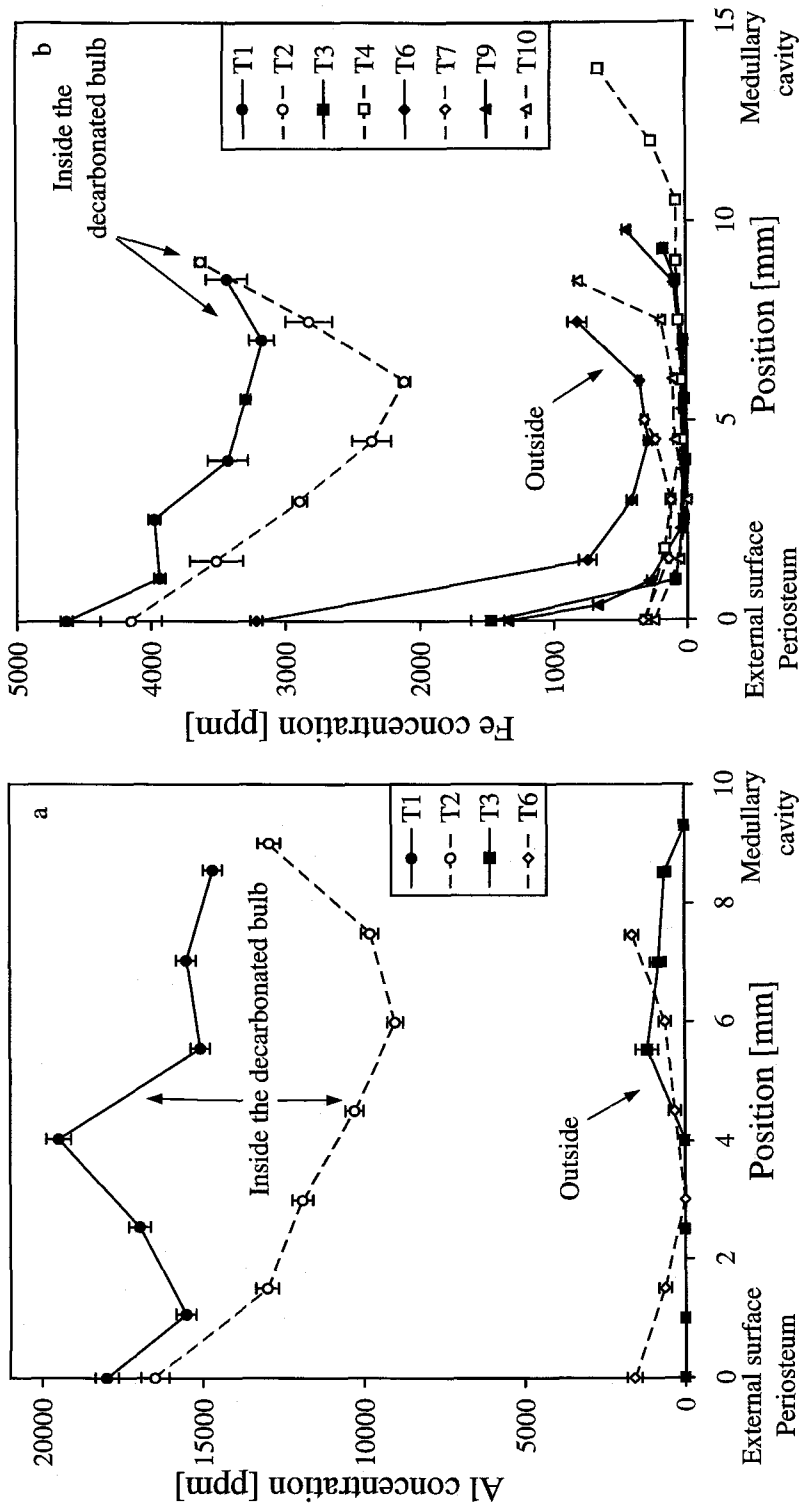 a
Al concentration [ppm]
20000
15000
10000
5000
0
Inside the decarbonated bulb
Outside
T1
T2
T3
T6
0 2 4 6 8 10
External surface
Periosteum
Position [mm]
Medullary
cavity
b
Fe concentration [ppm]
5000
4000
3000
2000
1000
0
Inside the
decarbonated bulb
Outside
T1
T2
T3
T4
T6
T7
T9
T10
0 5 10 15
External surface
Periosteum
Position [mm]
Medullary
cavity